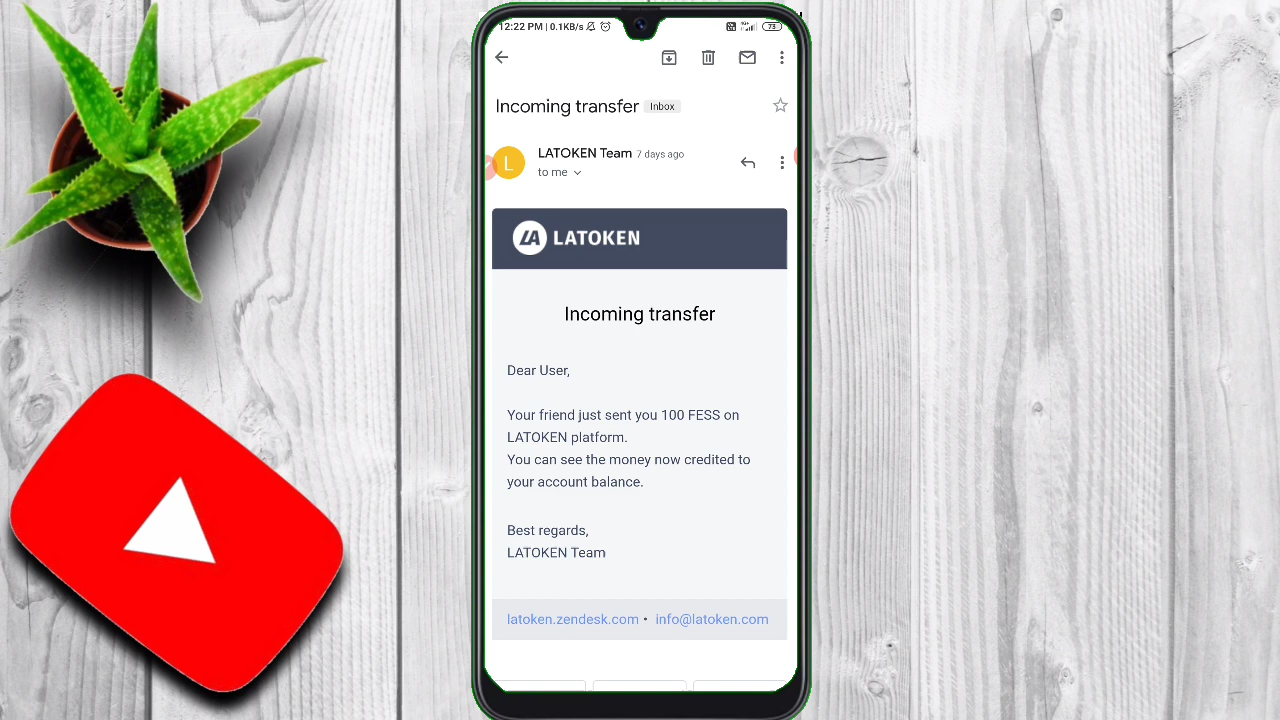 12:22 PM | 0.1KB/s
73
Incoming transfer Inbox
L
LATOKEN Team 7 days ago
to me
LA LATOKEN
Incoming transfer
Dear User,
Your friend just sent you 100 FESS on
LATOKEN platform.
You can see the money now credited to
your account balance.
Best regards,
LATOKEN Team
latoken.zendesk.com • info@latoken.com